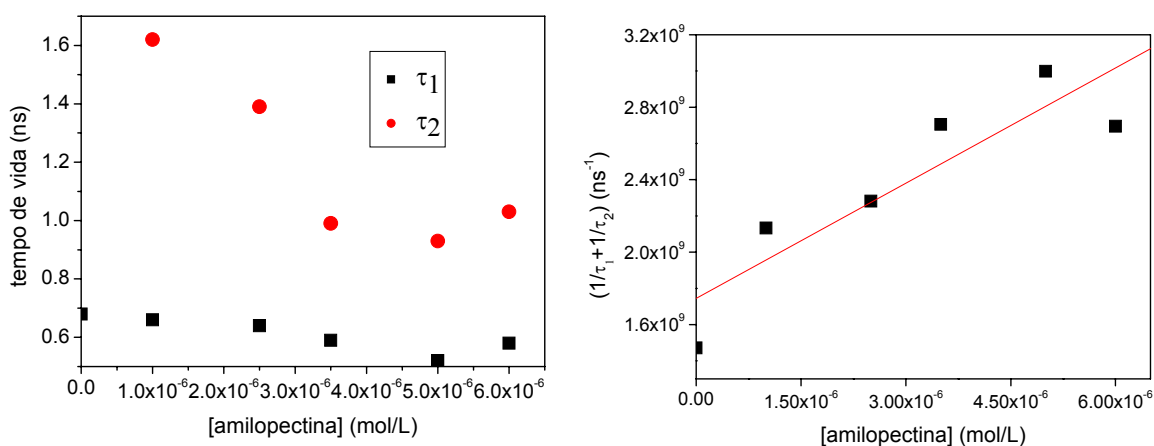 1.6
1.4
1.2
1.0
0.8
0.6
tempo de vida (ns)
τ₁
τ₂
0.0 1.0x10⁻⁶ 2.0x10⁻⁶ 3.0x10⁻⁶ 4.0x10⁻⁶ 5.0x10⁻⁶ 6.0x10⁻⁶
[amilopectina] (mol/L)
3.2x10⁹
2.8x10⁹
2.4x10⁹
2.0x10⁹
1.6x10⁹
(1/τ₁+1/τ₂) (ns⁻¹)
0.00 1.50x10⁻⁶ 3.00x10⁻⁶ 4.50x10⁻⁶ 6.00x10⁻⁶
[amilopectina] (mol/L)